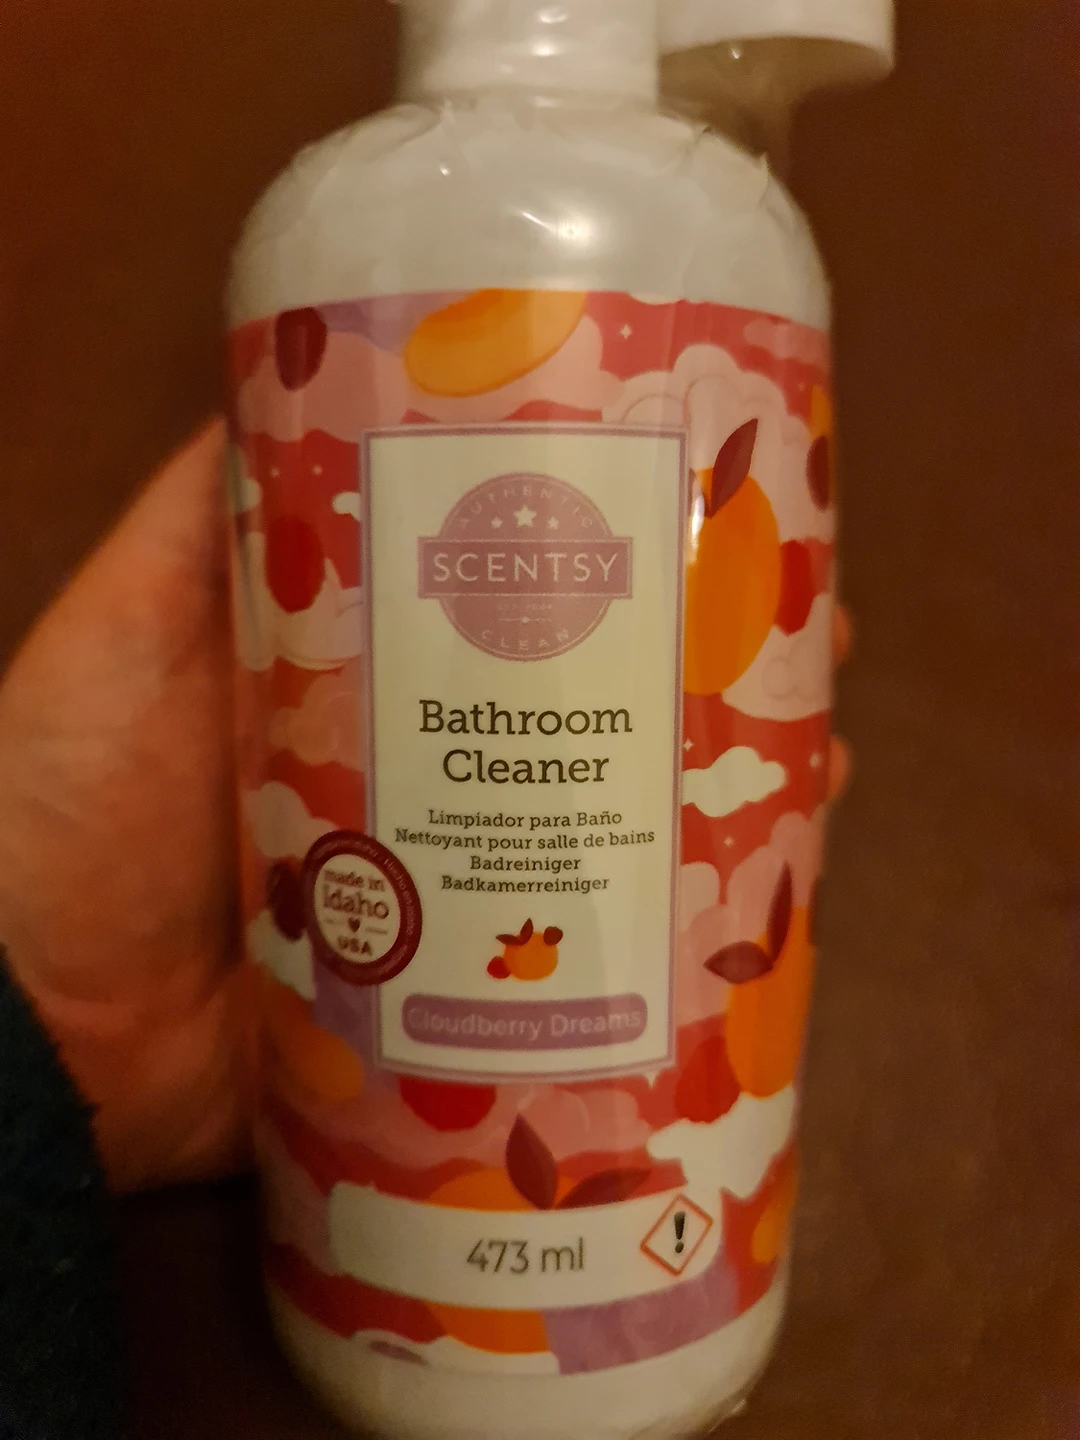 AUTHENTIC
SCENTSY
CLEAN
Bathroom
Cleaner
Limpiador para Baño
Nettoyant pour salle de bains
Badreiniger
Badkamerreiniger
made in
Idaho
USA
Cloudberry Dreams
473 ml
!